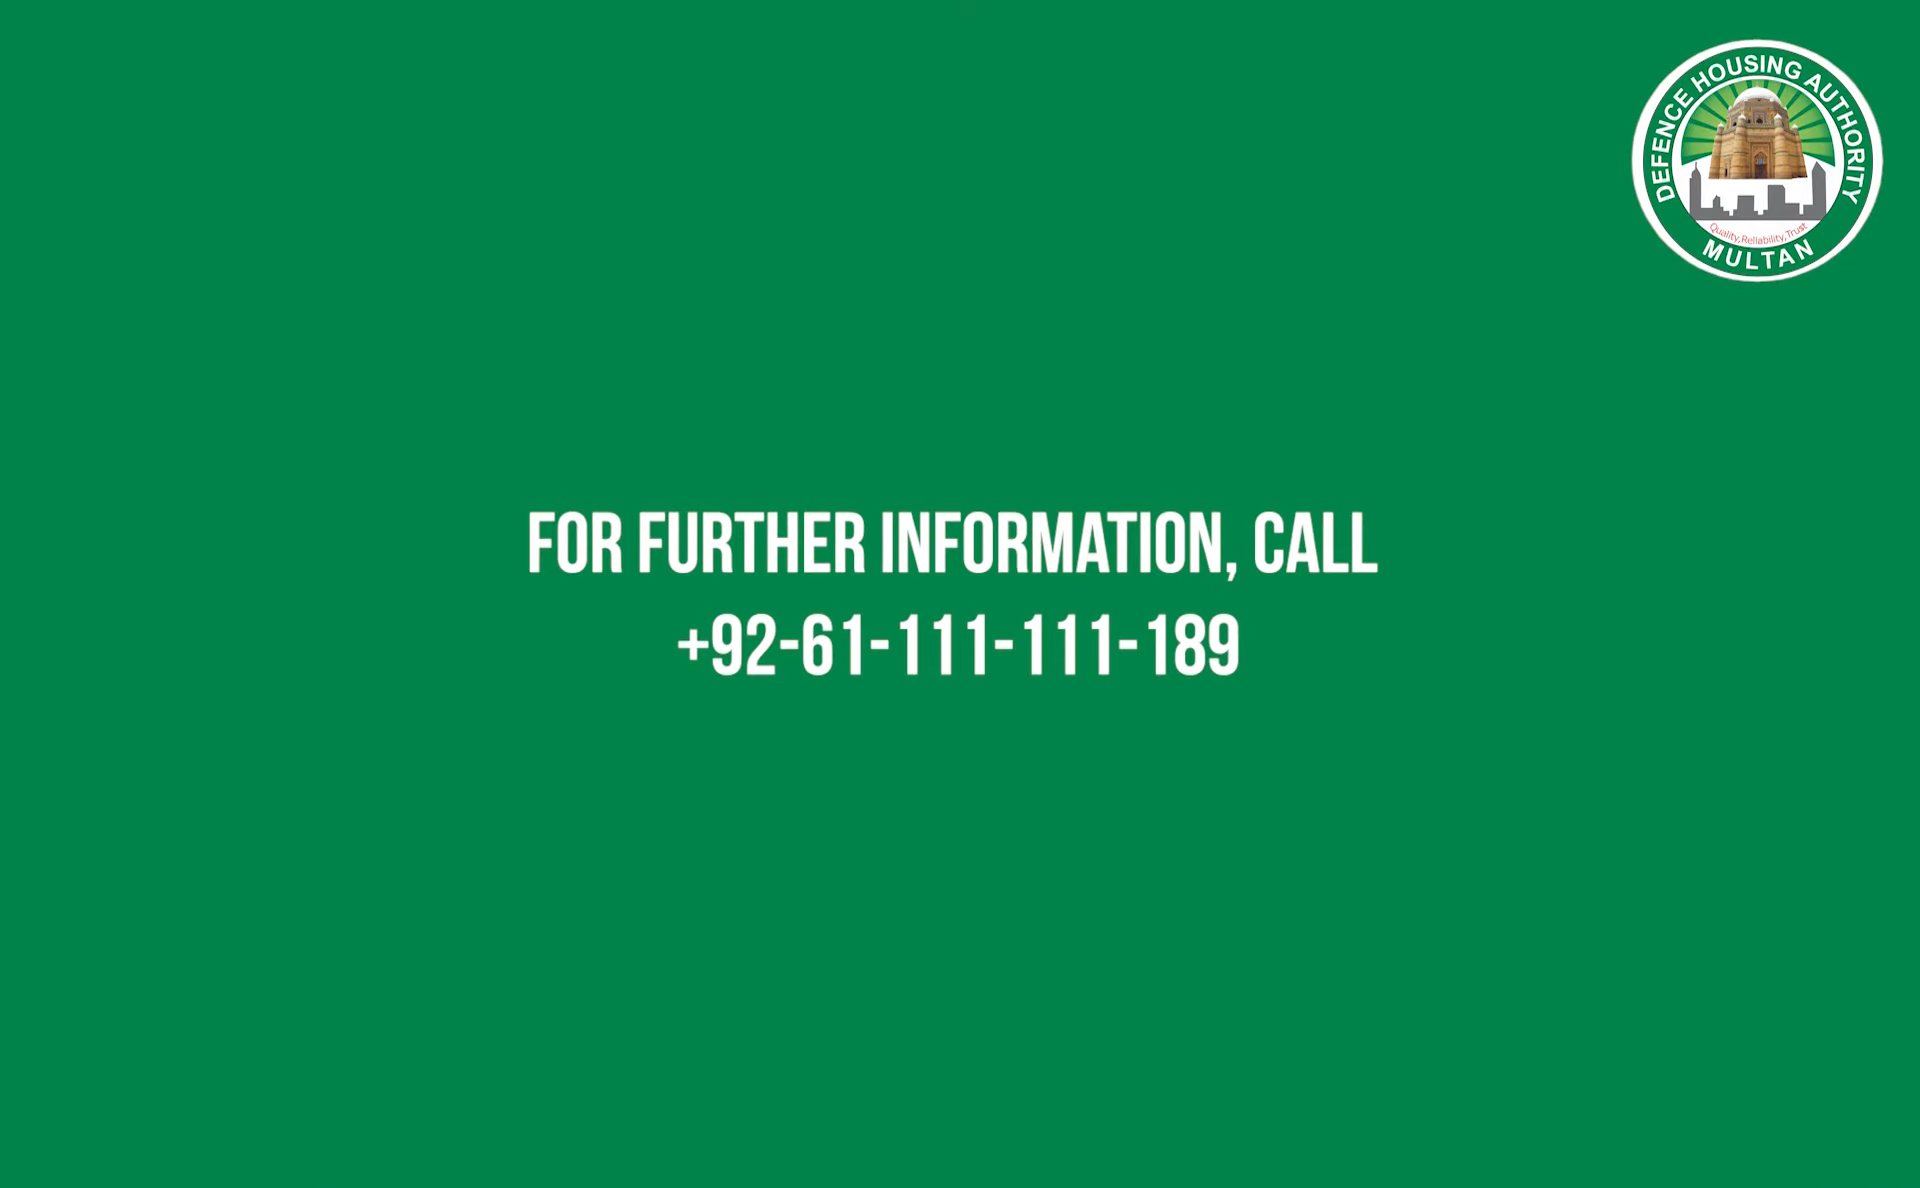 DEFENCE HOUSING AUTHORITY
Quality, Reliability, Trust
MULTAN
FOR FURTHER INFORMATION, CALL
+92-61-111-111-189